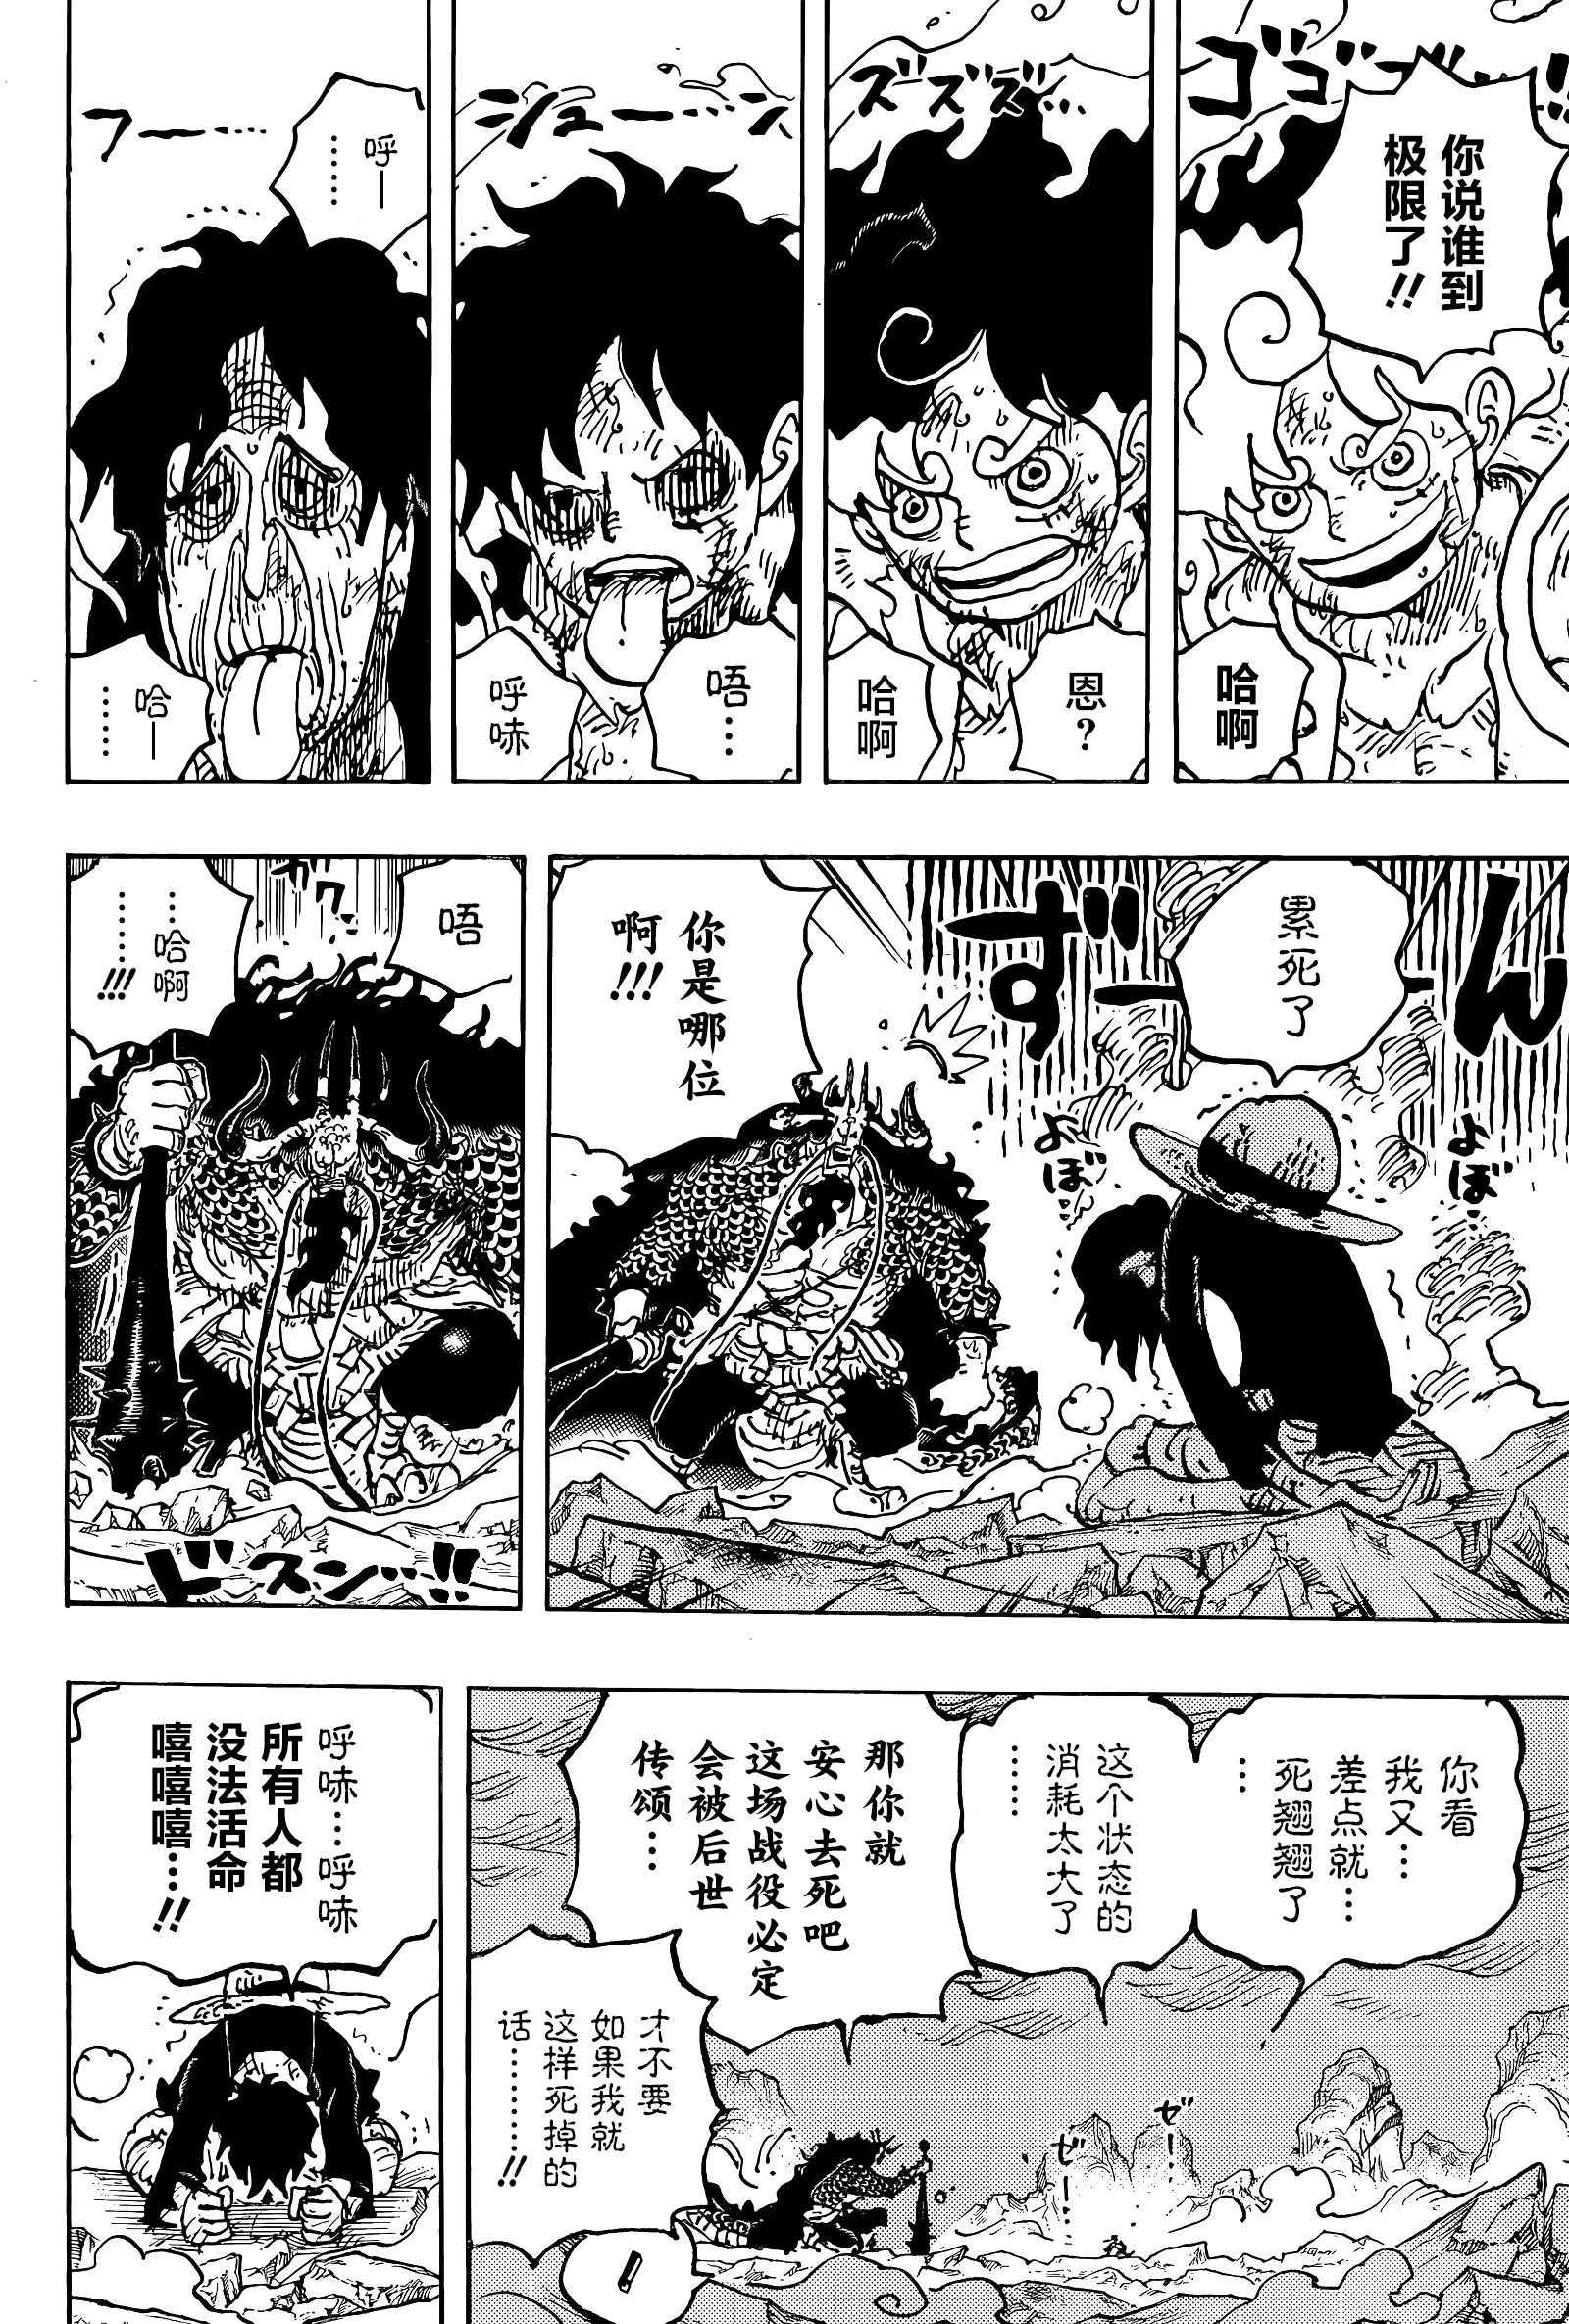 ゴゴゴゴ…!!
你说谁到
极限了!!
哈啊
ズズズズ…
恩?
哈啊
シューーン
唔……
呼哧
フー……
呼—
……
哈—
……
ずーーん
累死了
よぼ…
よぼ…
你是哪位
啊!!!
唔
…哈啊
……!!!
ドスン…!!
你看
我又…
差点就…
死翘翘了
…
这个状态的
消耗太大了
……
那你就
安心去死吧
这场战役必定
会被后世
传颂…
ゼー…
ゼー…
才不要
如果我就
这样死掉的
话………!!
!
呼哧…呼哧
所有人都
没法活命
嘻嘻嘻…!!